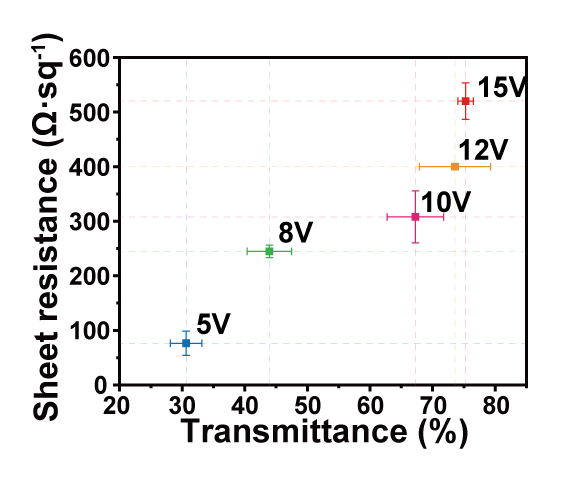 Sheet resistance (Ω·sq⁻¹)
600
500
400
300
200
100
0
15V
12V
10V
8V
5V
20 30 40 50 60 70 80
Transmittance (%)